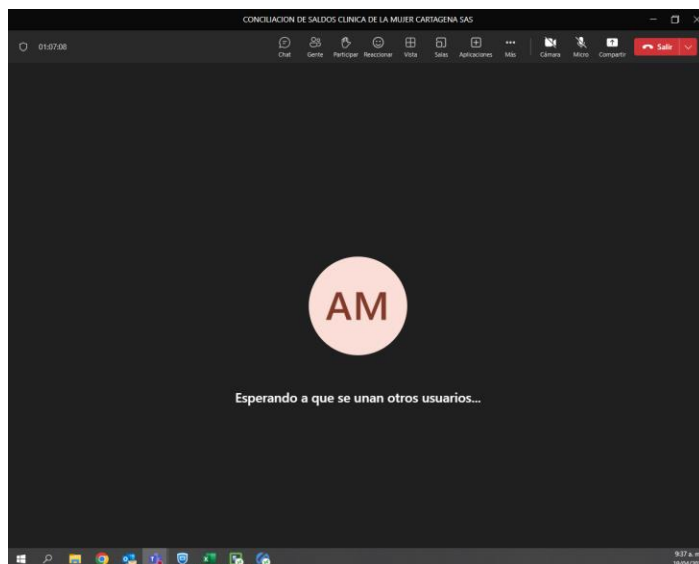 CONCILIACION DE SALDOS CLINICA DE LA MUJER CARTAGENA SAS
01:07:08
Chat Gente Participar Reaccionar Vista Salas Aplicaciones Más Cámara Micro Compartir Salir
AM
Esperando a que se unan otros usuarios...
9:37 a. m.